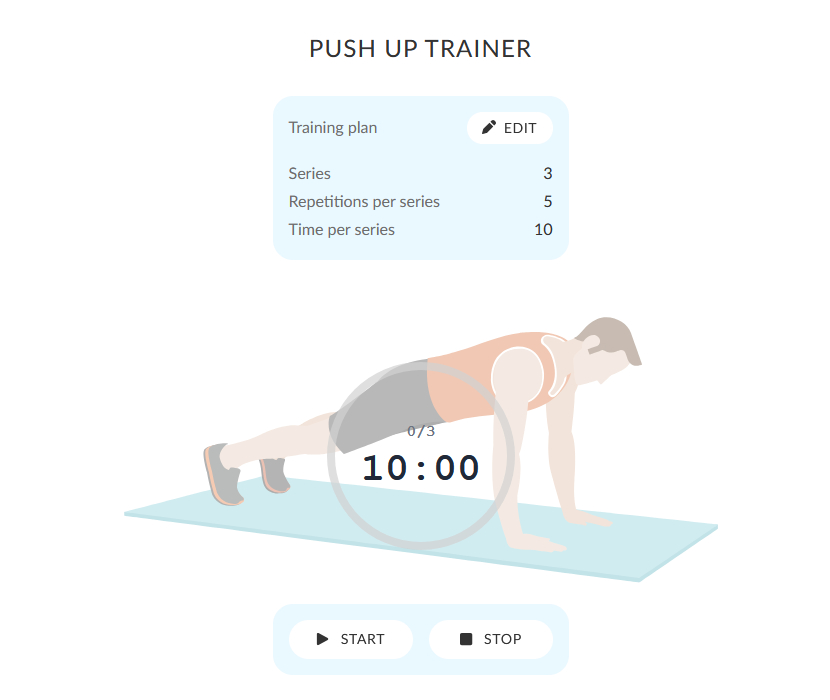 PUSH UP TRAINER
Training plan EDIT
Series 3
Repetitions per series 5
Time per series 10
0/3
10:00
START STOP